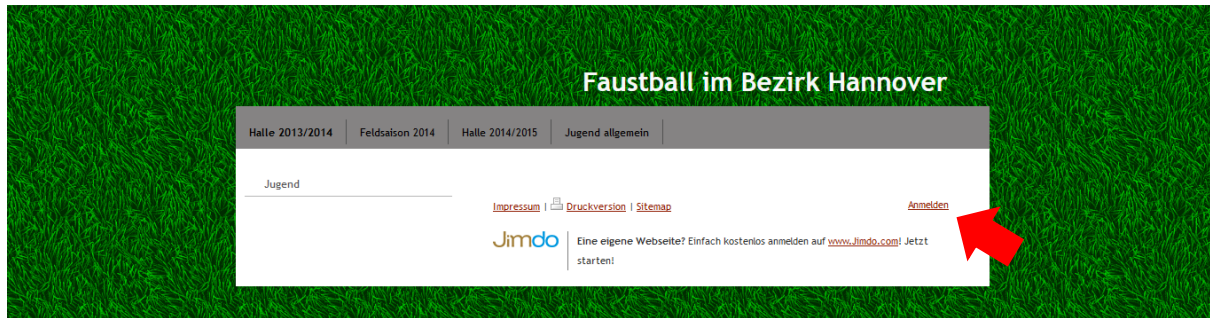 Faustball im Bezirk Hannover
Halle 2013/2014 Feldsaison 2014 Halle 2014/2015 Jugend allgemein
Jugend
Impressum | Druckversion | Sitemap Anmelden
Jimdo Eine eigene Webseite? Einfach kostenlos anmelden auf www.Jimdo.com! Jetzt
starten!